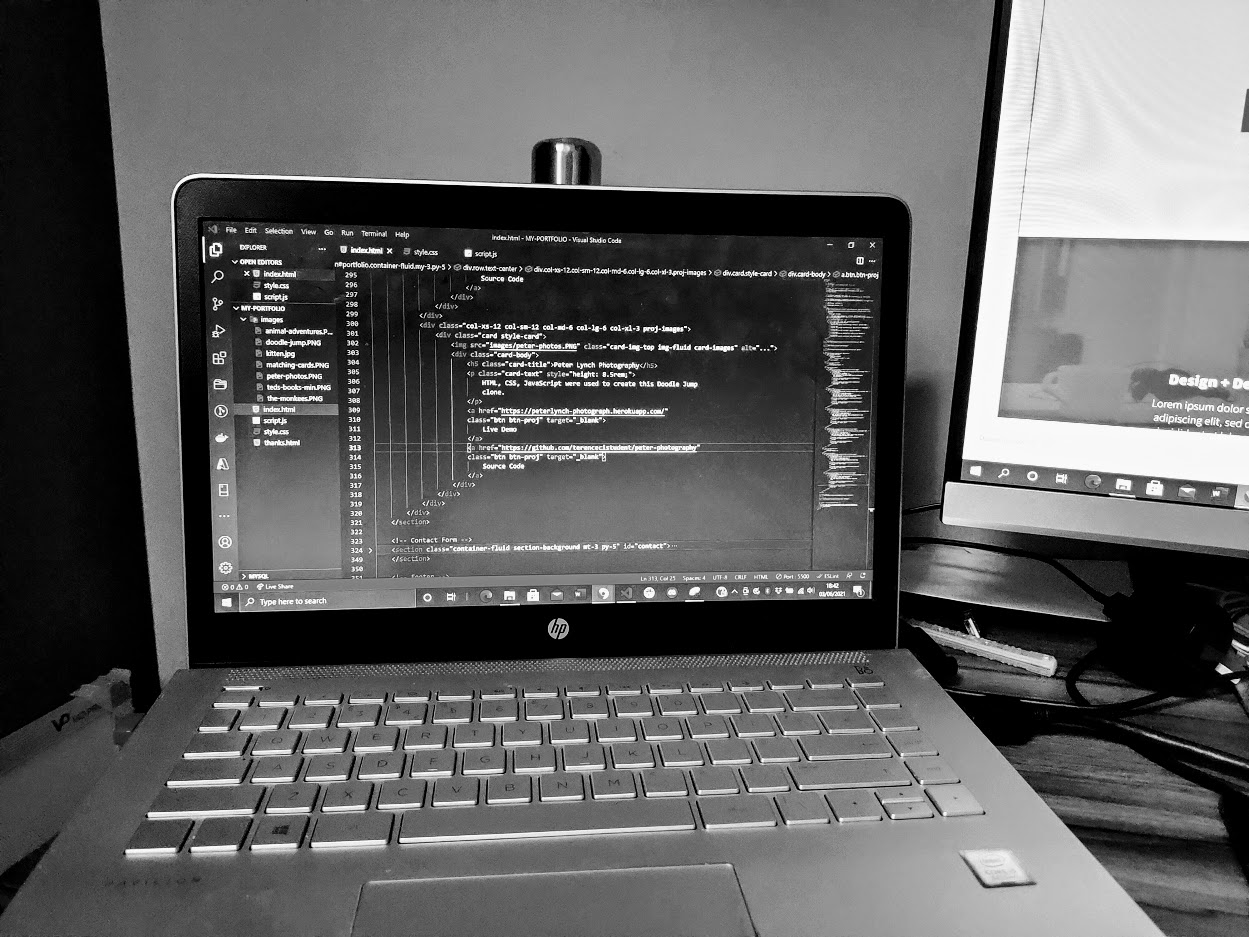 File Edit Selection View Go Run Terminal Help
index.html - MY-PORTFOLIO - Visual Studio Code
EXPLORER
index.html
style.css
script.js
OPEN EDITORS
index.html
style.css
script.js
MY-PORTFOLIO
images
animal-adventures.P...
doodle-jump.PNG
kitten.jpg
matching-cards.PNG
peter-photos.PNG
teds-books-min.PNG
the-monkees.PNG
index.html
script.js
style.css
thanks.html
MYSQL
n#portfolio.container-fluid.my-3.py-5 > div.row.text-center > div.col-xs-12.col-sm-12.col-md-6.col-lg-6.col-xl-3.proj-images > div.card.style-card > div.card-body > a.btn.btn-proj
295 Source Code
296 </a>
297 </div>
298 </div>
299 </div>
300 <div class="col-xs-12 col-sm-12 col-md-6 col-lg-6 col-xl-3 proj-images">
301 <div class="card style-card">
302 <img src="images/peter-photos.PNG" class="card-img-top img-fluid card-images" alt="...">
303 <div class="card-body">
304 <h5 class="card-title">Peter Lynch Photography</h5>
305 <p class="card-text" style="height: 8.5rem;">
306 HTML, CSS, JavaScript were used to create this Doodle Jump
307 clone.
308 </p>
309 <a href="https://peterlynch-photograph.herokuapp.com/"
310 class="btn btn-proj" target="_blank">
311 Live Demo
312 </a>
313 <a href="https://github.com/terencecistudent/peter-photography"
314 class="btn btn-proj" target="_blank">
315 Source Code
316 </a>
317 </div>
318 </div>
319 </div>
320 </div>
321 </section>
322
323 <!-- Contact Form -->
324 <section class="container-fluid section-background mt-3 py-5" id="contact">...
349 </section>
350
351 <!-- Footer -->
0 0 Live Share
Ln 313, Col 25 Spaces: 4 UTF-8 CRLF HTML Port : 5500 ESLint
Type here to search
18:42
03/06/2021
hp
Design + De
Lorem ipsum dolor s
adipiscing elit, sed d
Q W E R T Y U I O P
A S D F G H J K L
Z X C V B N M
PAVILION